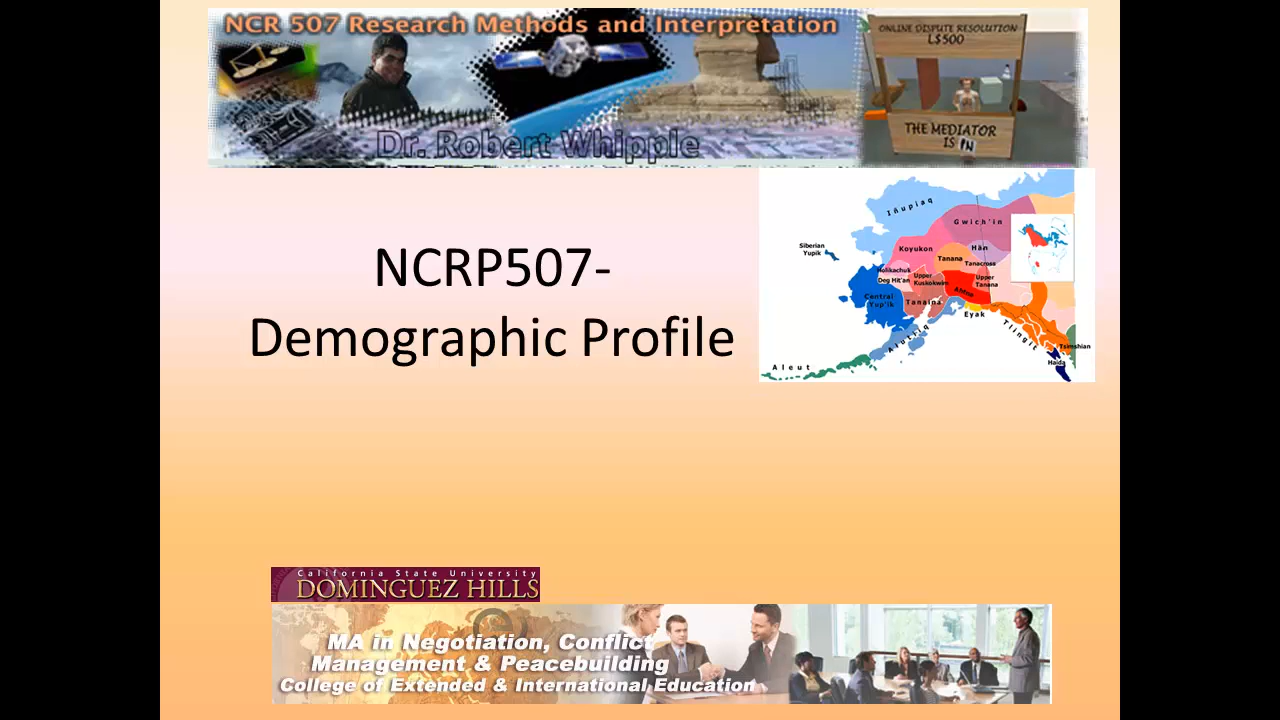 NCR 507 Research Methods and Interpretation
ONLINE DISPUTE RESOLUTION
L$500
THE MEDIATOR
IS IN
Dr. Robert Whipple
NCRP507-
Demographic Profile
Iñupiaq
Gwich'in
Siberian
Yupik
Koyukon
Hän
Tanana
Tanacross
Holikachuk
Deg Hit'an
Upper
Kuskokwim
Upper
Tanana
Ahtna
Central
Yup'ik
Tanaina
Eyak
Alutiiq
Tlingit
Tsimshian
Haida
Aleut
California State University
DOMINGUEZ HILLS
MA in Negotiation, Conflict
Management & Peacebuilding
College of Extended & International Education